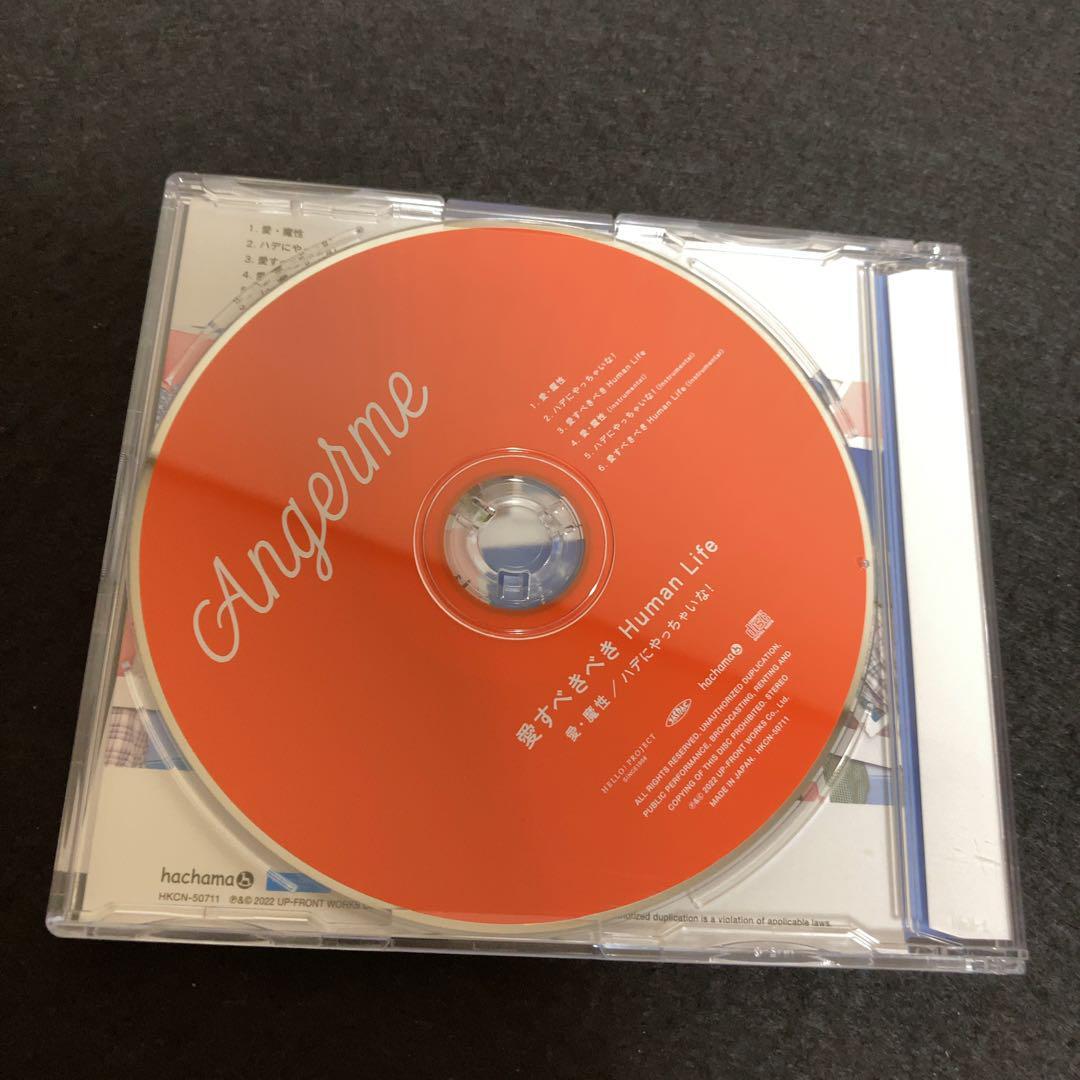 1. 愛・魔性
2. ハデにや
3. 愛す
4. 愛
Angerme
1. 愛・魔性
2. ハデにやっちゃいな!
3. 愛すべきべき Human Life
4. 愛・魔性 (Instrumental)
5. ハデにやっちゃいな! (Instrumental)
6. 愛すべきべき Human Life (Instrumental)
愛すべきべき Human Life
愛・魔性 / ハデにやっちゃいな!
HELLO! PROJECT
SINCE 1998
hachama
ALL RIGHTS RESERVED. UNAUTHORIZED DUPLICATION,
PUBLIC PERFORMANCE, BROADCASTING, RENTING AND
COPYING OF THIS DISC PROHIBITED. STEREO
℗&© 2022 UP-FRONT WORKS Co., Ltd.
MADE IN JAPAN. HKCN-50711
hachama
HKCN-50711 ℗&© 2022 UP-FRONT WORKS
duplication is a violation of applicable laws.